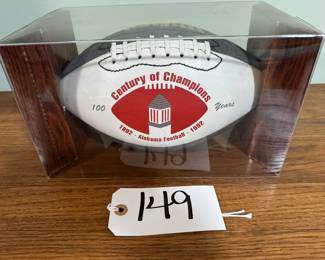 Century of Champions
100 Years
1892 - Alabama Football - 1992
149